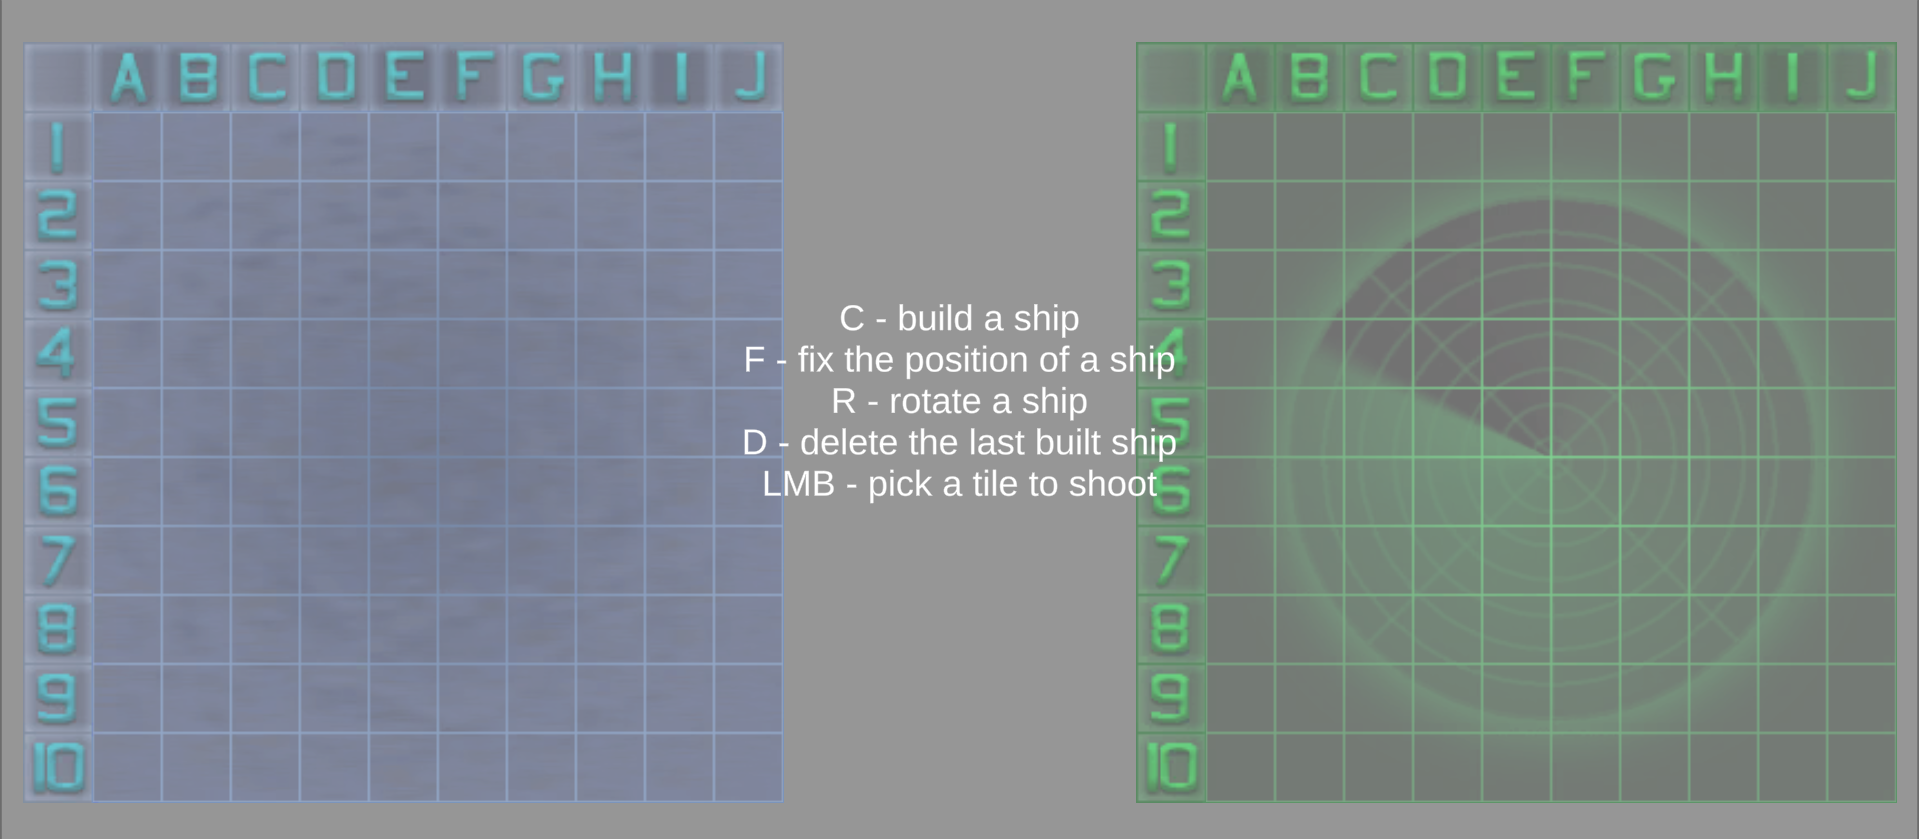 A B C D E F G H I J
1
2
3
4
5
6
7
8
9
10
C - build a ship
F - fix the position of a ship
R - rotate a ship
D - delete the last built ship
LMB - pick a tile to shoot
A B C D E F G H I J
1
2
3
4
5
6
7
8
9
10